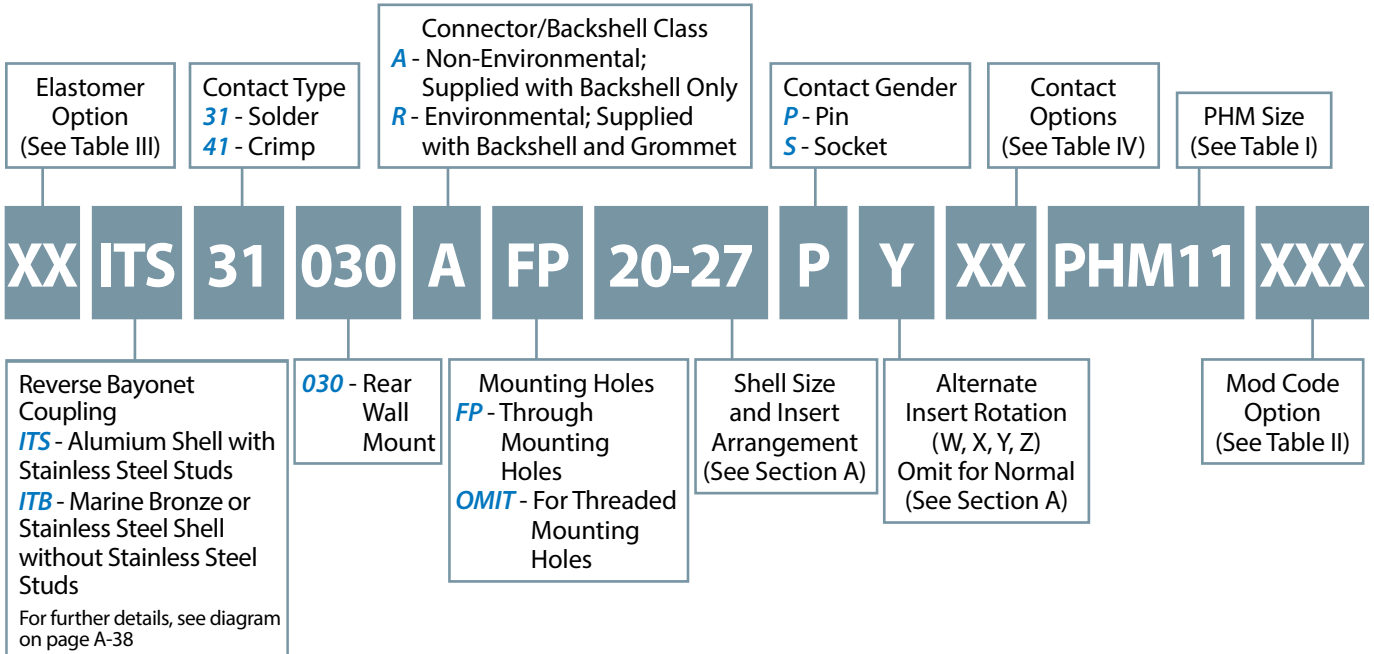 Connector/Backshell Class
A - Non-Environmental;
Supplied with Backshell Only
R - Environmental; Supplied
with Backshell and Grommet
Elastomer
Option
(See Table III)
Contact Type
31 - Solder
41 - Crimp
Contact Gender
P - Pin
S - Socket
Contact
Options
(See Table IV)
PHM Size
(See Table I)
XX ITS 31 030 A FP 20-27 P Y XX PHM11 XXX
Reverse Bayonet
Coupling
ITS - Alumium Shell with
Stainless Steel Studs
ITB - Marine Bronze or
Stainless Steel Shell
without Stainless Steel
Studs
For further details, see diagram
on page A-38
030 - Rear
Wall
Mount
Mounting Holes
FP - Through
Mounting
Holes
OMIT - For Threaded
Mounting
Holes
Shell Size
and Insert
Arrangement
(See Section A)
Alternate
Insert Rotation
(W, X, Y, Z)
Omit for Normal
(See Section A)
Mod Code
Option
(See Table II)